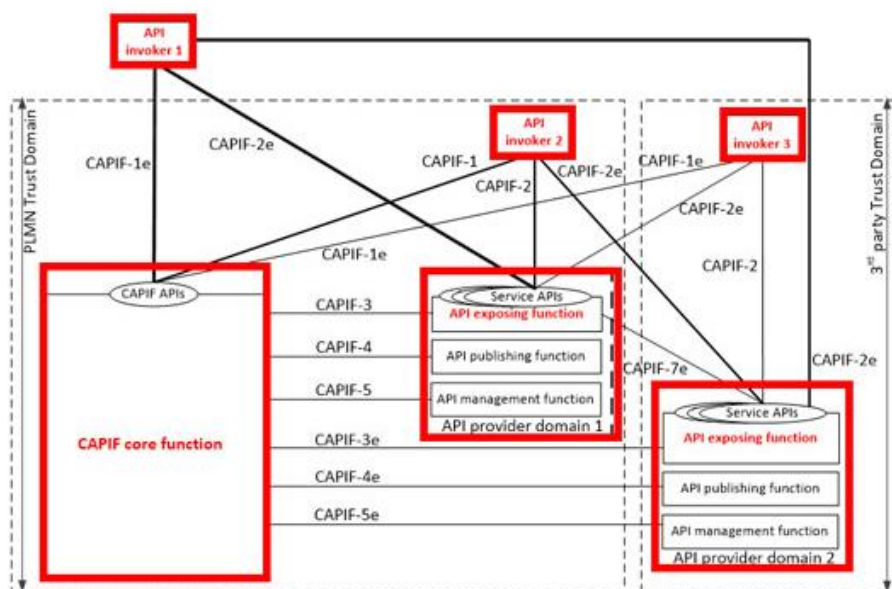 API
invoker 1
PLMN Trust Domain
3rd party Trust Domain
API
invoker 2
API
invoker 3
CAPIF-1e
CAPIF-2e
CAPIF-1
CAPIF-2
CAPIF-2e
CAPIF-1e
CAPIF-2e
CAPIF-1e
CAPIF-2
CAPIF APIs
Service APIs
API exposing function
CAPIF-3
CAPIF-4
API publishing function
CAPIF-7e
CAPIF-2e
CAPIF-5
API management function
API provider domain 1
Service APIs
CAPIF core function
CAPIF-3e
API exposing function
CAPIF-4e
API publishing function
CAPIF-5e
API management function
API provider domain 2